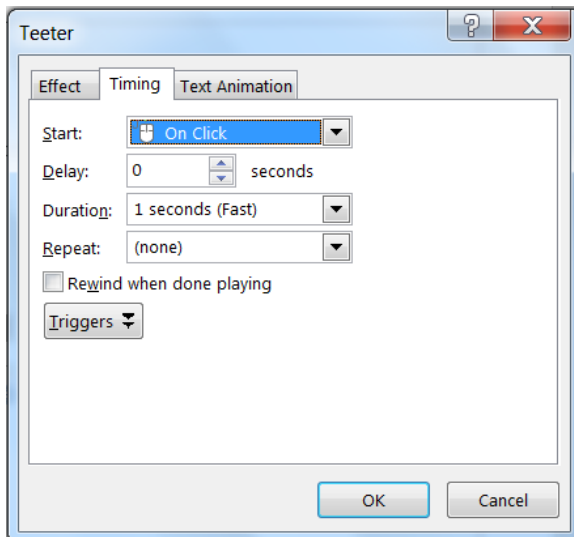 Teeter
Effect Timing Text Animation
Start: On Click
Delay: 0 seconds
Duration: 1 seconds (Fast)
Repeat: (none)
Rewind when done playing
Triggers
OK Cancel